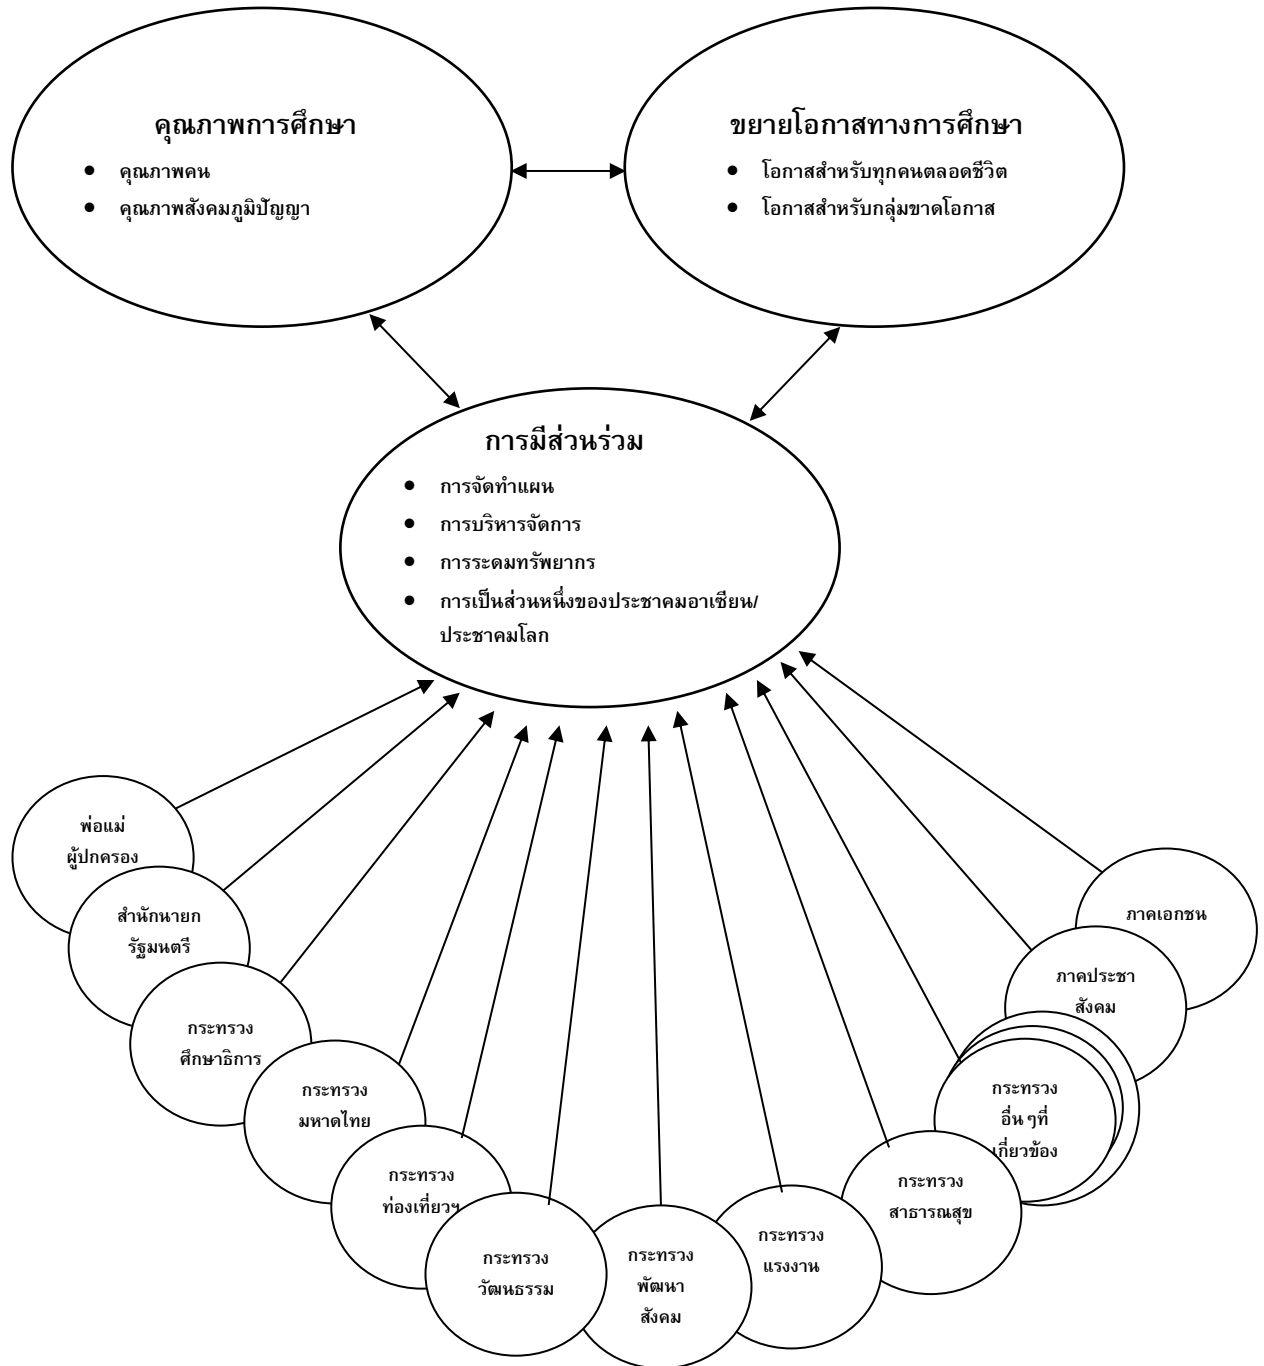 คุณภาพการศึกษา
• คุณภาพคน
• คุณภาพสังคมภูมิปัญญา
ขยายโอกาสทางการศึกษา
• โอกาสสำหรับทุกคนตลอดชีวิต
• โอกาสสำหรับกลุ่มขาดโอกาส
การมีส่วนร่วม
• การจัดทำแผน
• การบริหารจัดการ
• การระดมทรัพยากร
• การเป็นส่วนหนึ่งของประชาคมอาเซียน/
ประชาคมโลก
พ่อแม่
ผู้ปกครอง
สำนักนายก
รัฐมนตรี
กระทรวง
ศึกษาธิการ
กระทรวง
มหาดไทย
กระทรวง
ท่องเที่ยวฯ
กระทรวง
วัฒนธรรม
กระทรวง
พัฒนา
สังคม
กระทรวง
แรงงาน
กระทรวง
สาธารณสุข
กระทรวง
อื่น ๆที่
เกี่ยวข้อง
ภาคประชา
สังคม
ภาคเอกชน